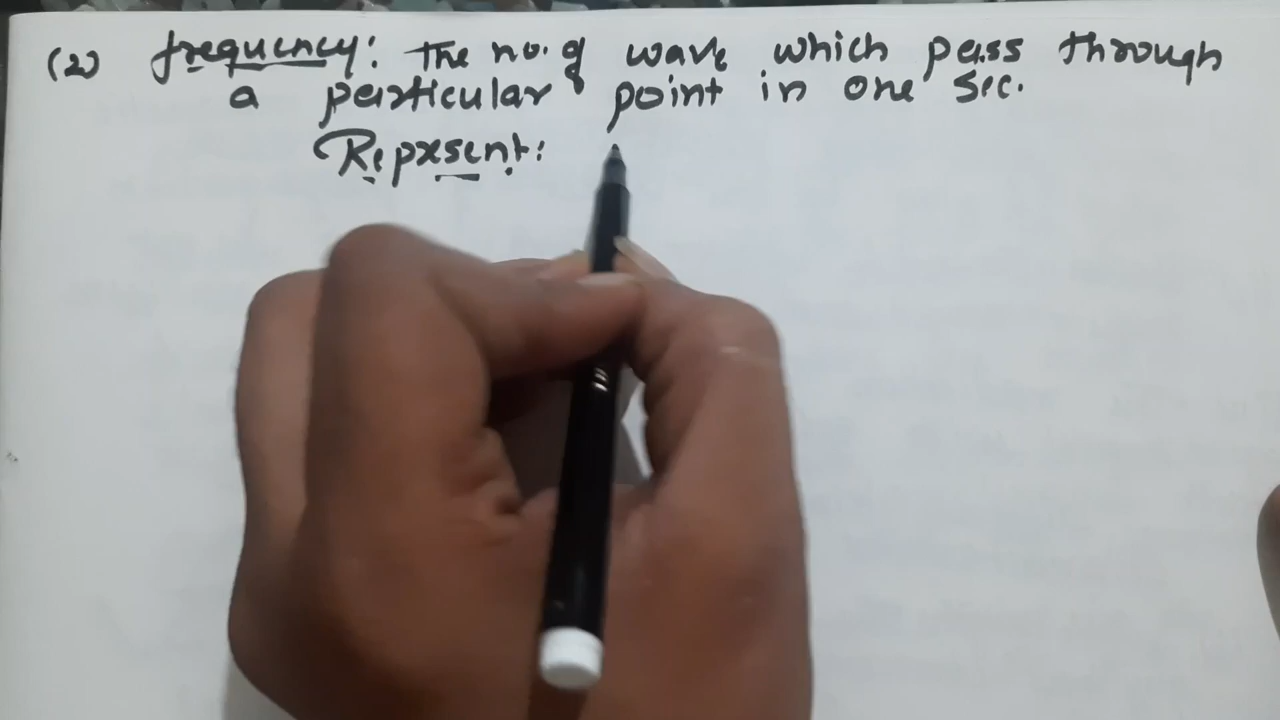 (2) frequency: The no. of wave which pass through
a particular point in one sec.
Represent: